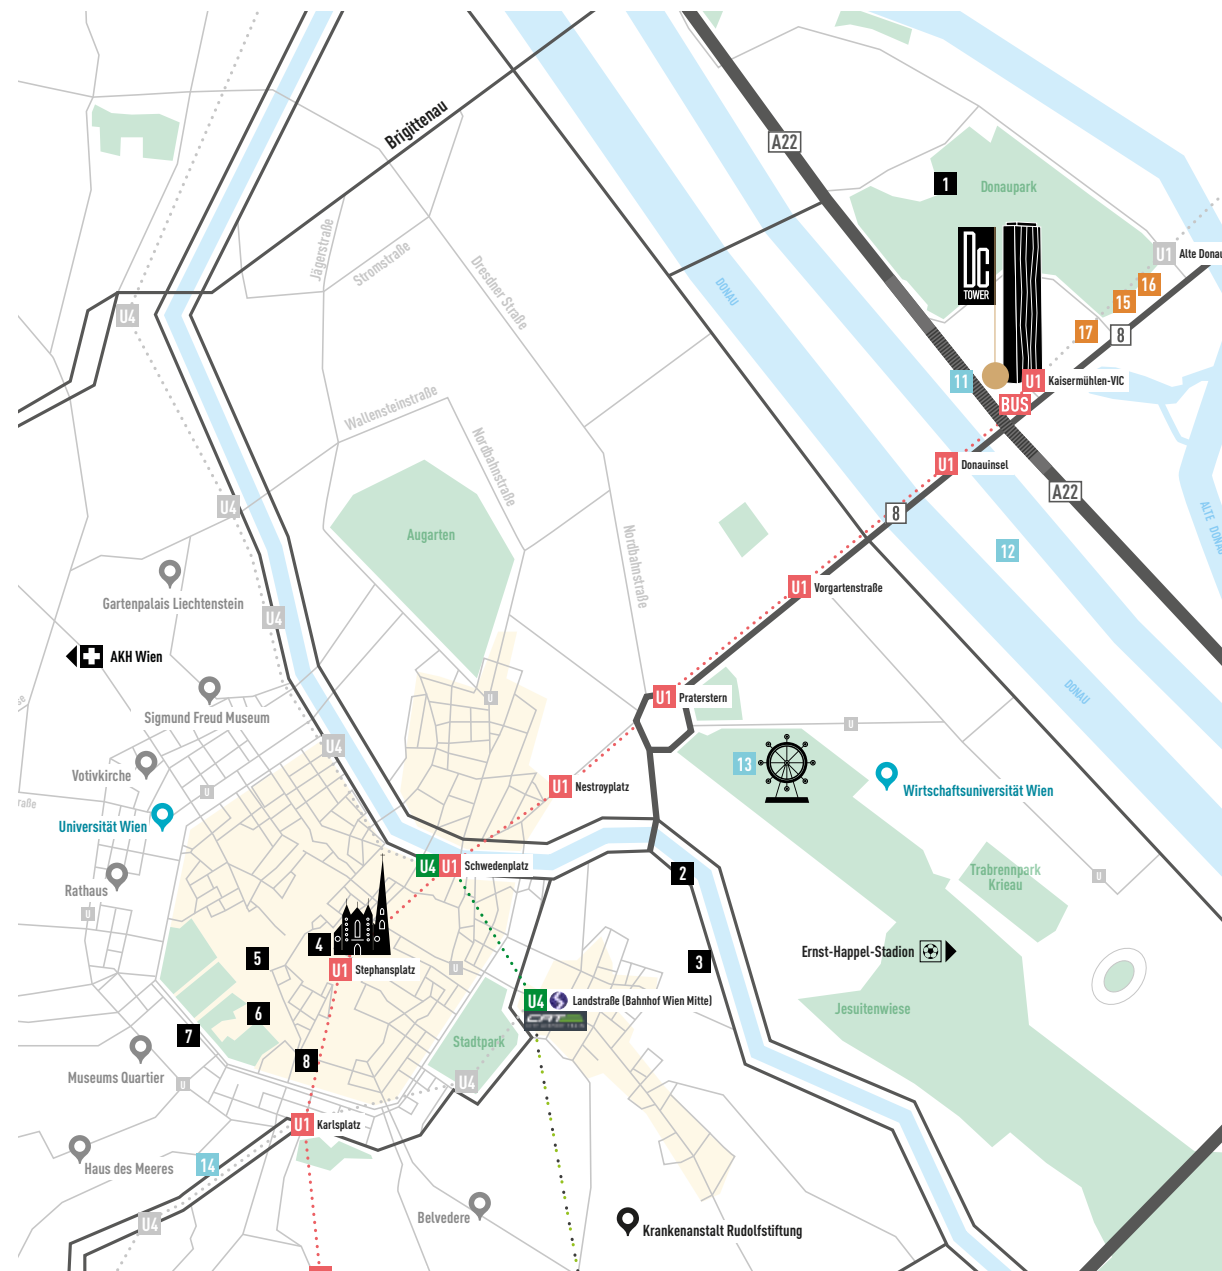 Brigittenau
A22
1
Donaupark
Jägerstraße
Stromstraße
Dresdner Straße
DC
TOWER
U1
Alte Donau
16
15
17
8
DONAU
U4
11
U1
Kaisermühlen-VIC
BUS
Wallensteinstraße
Nordbahnstraße
U1
Donauinsel
A22
U4
8
ALTE DONAU
Augarten
Nordbahnstraße
12
Gartenpalais Liechtenstein
U1
Vorgartenstraße
U4
AKH Wien
DONAU
Sigmund Freud Museum
U
U1
Praterstern
U
U4
13
Votivkirche
U
U1
Nestroyplatz
Wirtschaftsuniversität Wien
raße
Universität Wien
U4
U1
Schwedenplatz
2
Trabrennpark
Krieau
U
Rathaus
U
4
5
3
Ernst-Happel-Stadion
U1
Stephansplatz
U
U4
Landstraße (Bahnhof Wien Mitte)
CAT
6
Jesuitenwiese
7
Stadtpark
8
Museums Quartier
U
U4
U1
Karlsplatz
14
Haus des Meeres
U4
Belvedere
Krankenanstalt Rudolfstiftung